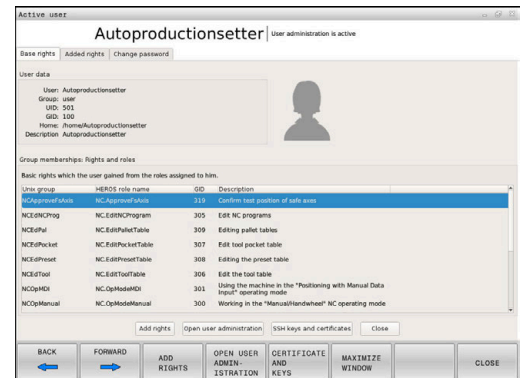 Active user
Autoproductionsetter User administration is active
Base rights Added rights Change password
User data
User: Autoproductionsetter
Group: user
UID: 501
GID: 100
Home: /home/Autoproductionsetter
Description Autoproductionsetter
Group memberships: Rights and roles
Basic rights which the user gained from the roles assigned to him.
Unix group HEROS role name GID Description
NCApproveFsAxis NC.ApproveFsAxis 319 Confirm test position of safe axes
NCEdNCProg NC.EditNCProgram 305 Edit NC programs
NCEdPal NC.EditPalletTable 309 Editing pallet tables
NCEdPocket NC.EditPocketTable 307 Edit tool pocket table
NCEdPreset NC.EditPresetTable 308 Editing the preset table
NCEdTool NC.EditToolTable 306 Edit the tool table
NCOpMDI NC.OpModeMDI 301 Using the machine in the "Positioning with Manual Data
Input" operating mode
NCOpManual NC.OpModeManual 300 Working in the "Manual/Handwheel" NC operating mode
Add rights Open user administration SSH keys and certificates Close
BACK FORWARD ADD RIGHTS OPEN USER ADMIN- ISTRATION CERTIFICATE AND KEYS MAXIMIZE WINDOW CLOSE